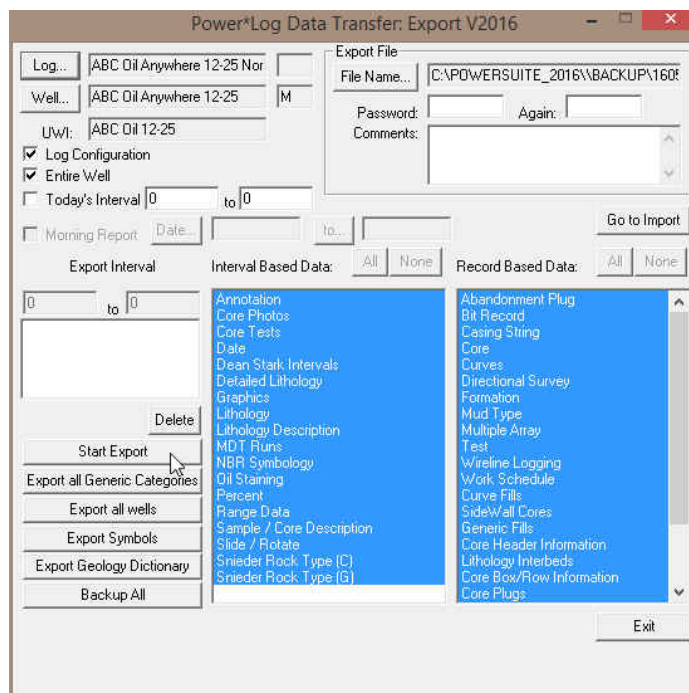 Power*Log Data Transfer: Export V2016
Log... ABC Oil Anywhere 12-25 Nor
Well... ABC Oil Anywhere 12-25 M
UWI: ABC Oil 12-25
Log Configuration
Entire Well
Today's Interval 0 to 0
Morning Report Date... to...
Export File
File Name... C:\POWERSUITE_2016\\BACKUP\1605
Password: Again:
Comments:
Go to Import
Export Interval
0 to 0
Delete
Start Export
Export all Generic Categories
Export all wells
Export Symbols
Export Geology Dictionary
Backup All
Interval Based Data: All None
Annotation
Core Photos
Core Tests
Date
Dean Stark Intervals
Detailed Lithology
Graphics
Lithology
Lithology Description
MDT Runs
NBR Symbology
Oil Staining
Percent
Range Data
Sample / Core Description
Slide / Rotate
Snieder Rock Type (C)
Snieder Rock Type (G)
Record Based Data: All None
Abandonment Plug
Bit Record
Casing String
Core
Curves
Directional Survey
Formation
Mud Type
Multiple Array
Test
Wireline Logging
Work Schedule
Curve Fills
SideWall Cores
Generic Fills
Core Header Information
Lithology Interbeds
Core Box/Row Information
Core Plugs
Exit